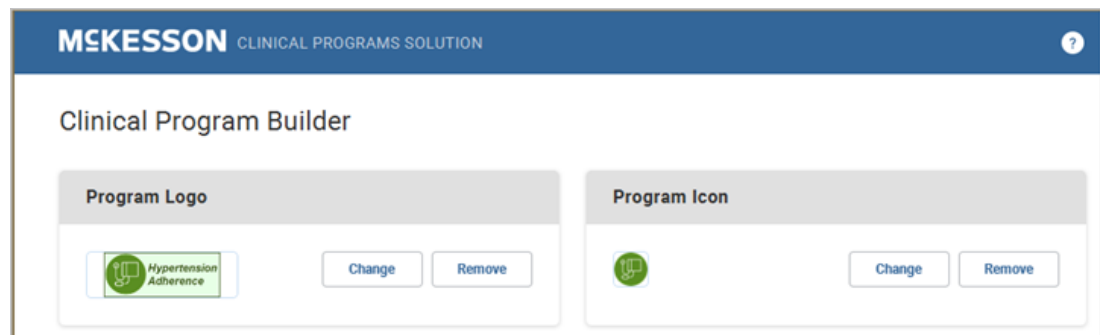 MCKESSON CLINICAL PROGRAMS SOLUTION ?
Clinical Program Builder
Program Logo
Hypertension
Adherence
Change Remove
Program Icon
Change Remove